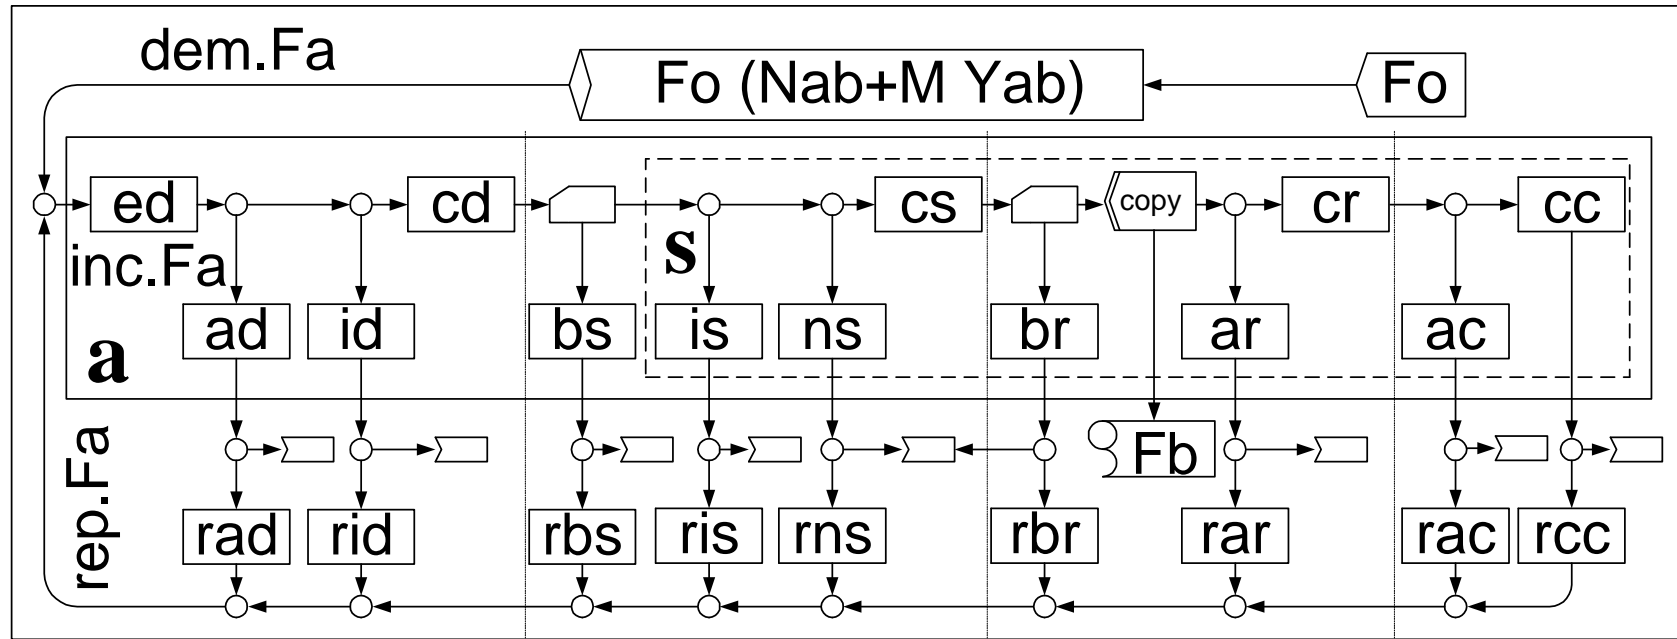 dem.Fa
Fo (Nab+M Yab)
Fo
ed
cd
cs
copy
cr
cc
inc.Fa
s
ad
id
bs
is
ns
br
ar
ac
a
rep.Fa
Fb
rad
rid
rbs
ris
rns
rbr
rar
rac
rcc